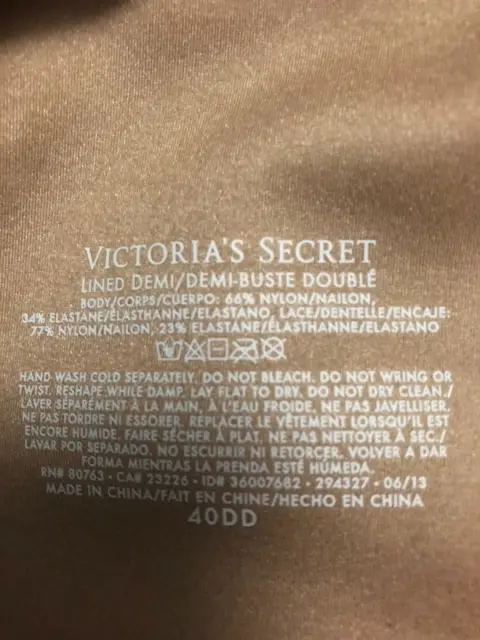 VICTORIA'S SECRET
LINED DEMI/DEMI-BUSTE DOUBLÉ
BODY/CORPS/CUERPO: 66% NYLON/NAILON,
34% ELASTANE/ÉLASTHANNE/ELASTANO, LACE/DENTELLE/ENCAJE:
77% NYLON/NAILON, 23% ELASTANE/ÉLASTHANNE/ELASTANO
HAND WASH COLD SEPARATELY. DO NOT BLEACH. DO NOT WRING OR
TWIST. RESHAPE WHILE DAMP. LAY FLAT TO DRY. DO NOT DRY CLEAN./
LAVER SÉPARÉMENT À LA MAIN, À L'EAU FROIDE. NE PAS JAVELLISER.
NE PAS TORDRE NI ESSORER. REPLACER LE VÊTEMENT LORSQU'IL EST
ENCORE HUMIDE. FAIRE SÉCHER À PLAT. NE PAS NETTOYER À SEC./
LAVAR POR SEPARADO. NO ESCURRIR NI RETORCER. VOLVER A DAR
FORMA MIENTRAS LA PRENDA ESTÉ HÚMEDA.
RN# 80763 • CA# 23226 • ID# 36007682 • 294327 • 06/13
MADE IN CHINA/FAIT EN CHINE/HECHO EN CHINA
40DD